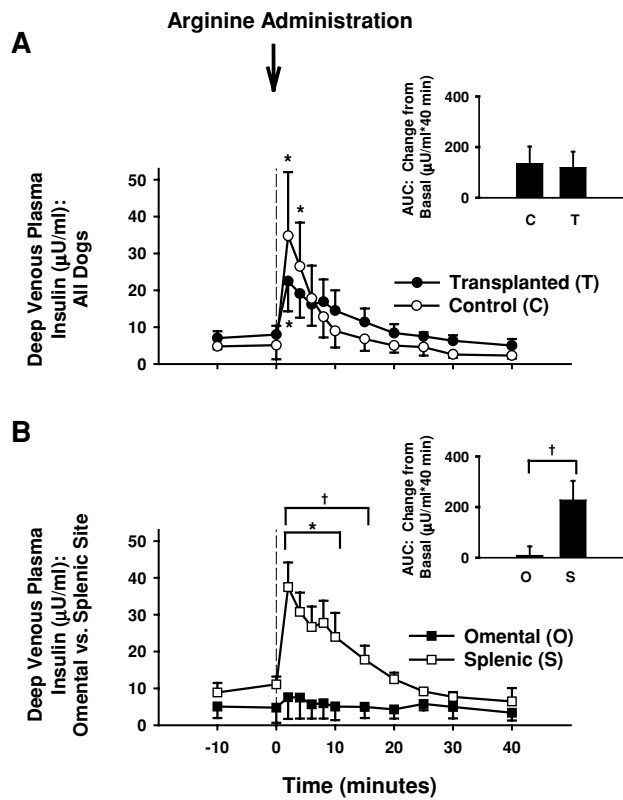 Arginine Administration
A
Deep Venous Plasma
Insulin (μU/ml):
All Dogs
50
40
30
20
10
0
*
*
*
AUC: Change from
Basal (μU/ml*40 min)
400
200
0
C T
Transplanted (T)
Control (C)
B
Deep Venous Plasma
Insulin (μU/ml):
Omental vs. Splenic Site
50
40
30
20
10
0
†
*
AUC: Change from
Basal (μU/ml*40 min)
400
200
0
†
O S
Omental (O)
Splenic (S)
-10 0 10 20 30 40
Time (minutes)